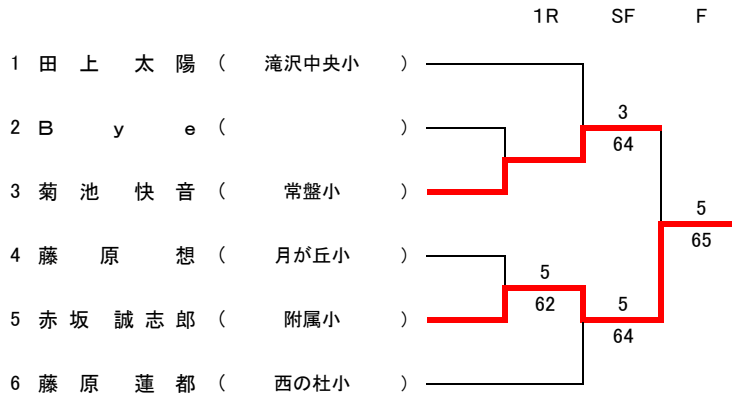 1R SF F
1 田上 太陽 ( 滝沢中央小 )
3
2 Bye ( )
64
3 菊池 快音 ( 常盤小 )
5
65
4 藤原 想 ( 月が丘小 )
5
62
5 赤坂 誠志郎 ( 附属小 )
5
64
6 藤原 蓮都 ( 西の杜小 )